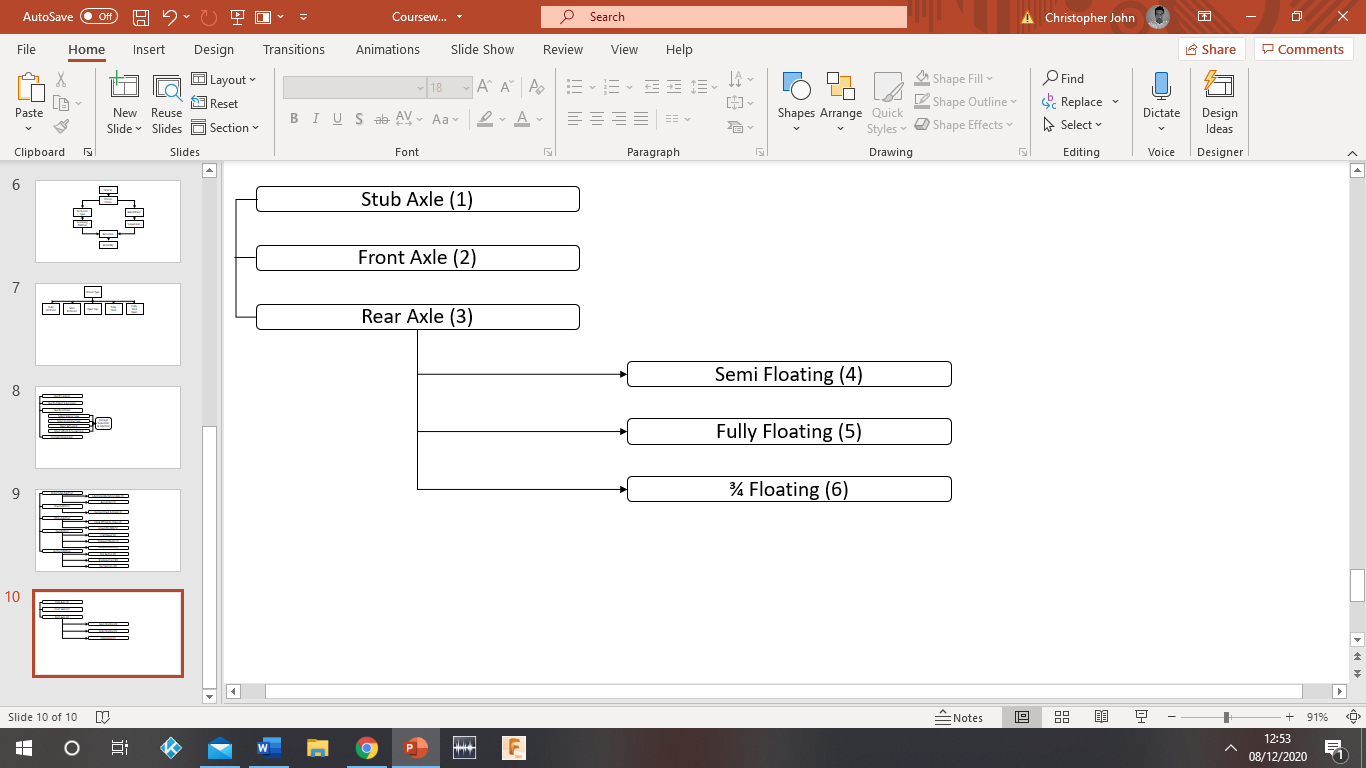 AutoSave Off Coursew... Search Christopher John
File Home Insert Design Transitions Animations Slide Show Review View Help Share Comments
Paste
New Slide
Reuse Slides
Layout
Reset
Section
18
B I U S ab AV Aa A
Shapes
Arrange
Quick Styles
Shape Fill
Shape Outline
Shape Effects
Find
Replace
Select
Dictate
Design Ideas
Clipboard Slides Font Paragraph Drawing Editing Voice Designer
6
7
8
9
10
Stub Axle (1)
Front Axle (2)
Rear Axle (3)
Semi Floating (4)
Fully Floating (5)
¾ Floating (6)
Slide 10 of 10 Notes 91%
12:53
08/12/2020